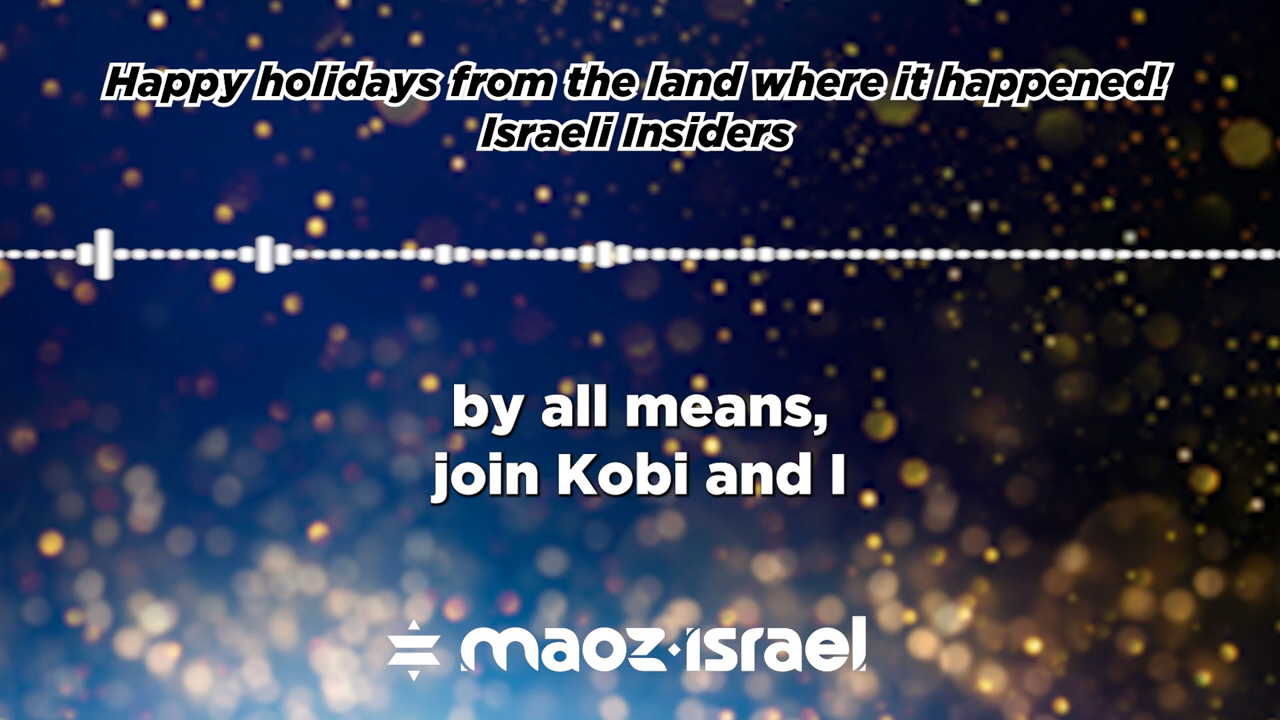 Happy holidays from the land where it happened!
Israeli Insiders
by all means,
join Kobi and I
maoz·israel